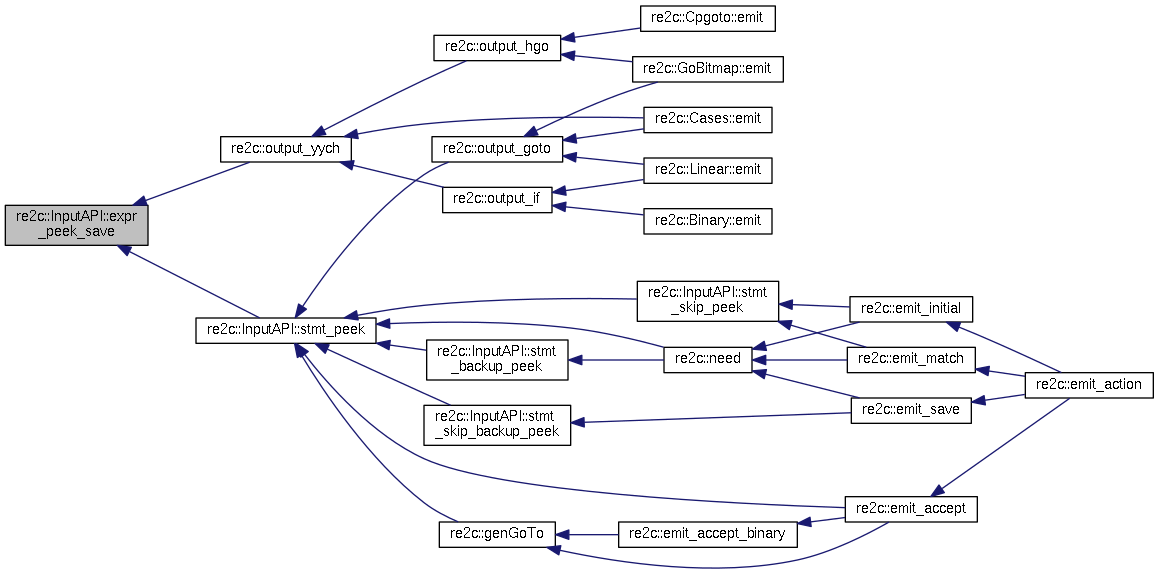 re2c::Cpgoto::emit
re2c::output_hgo
re2c::GoBitmap::emit
re2c::Cases::emit
re2c::output_yych
re2c::output_goto
re2c::Linear::emit
re2c::output_if
re2c::InputAPI::expr
_peek_save
re2c::Binary::emit
re2c::InputAPI::stmt
_skip_peek
re2c::emit_initial
re2c::InputAPI::stmt_peek
re2c::InputAPI::stmt
_backup_peek
re2c::need
re2c::emit_match
re2c::emit_action
re2c::InputAPI::stmt
_skip_backup_peek
re2c::emit_save
re2c::emit_accept
re2c::genGoTo
re2c::emit_accept_binary